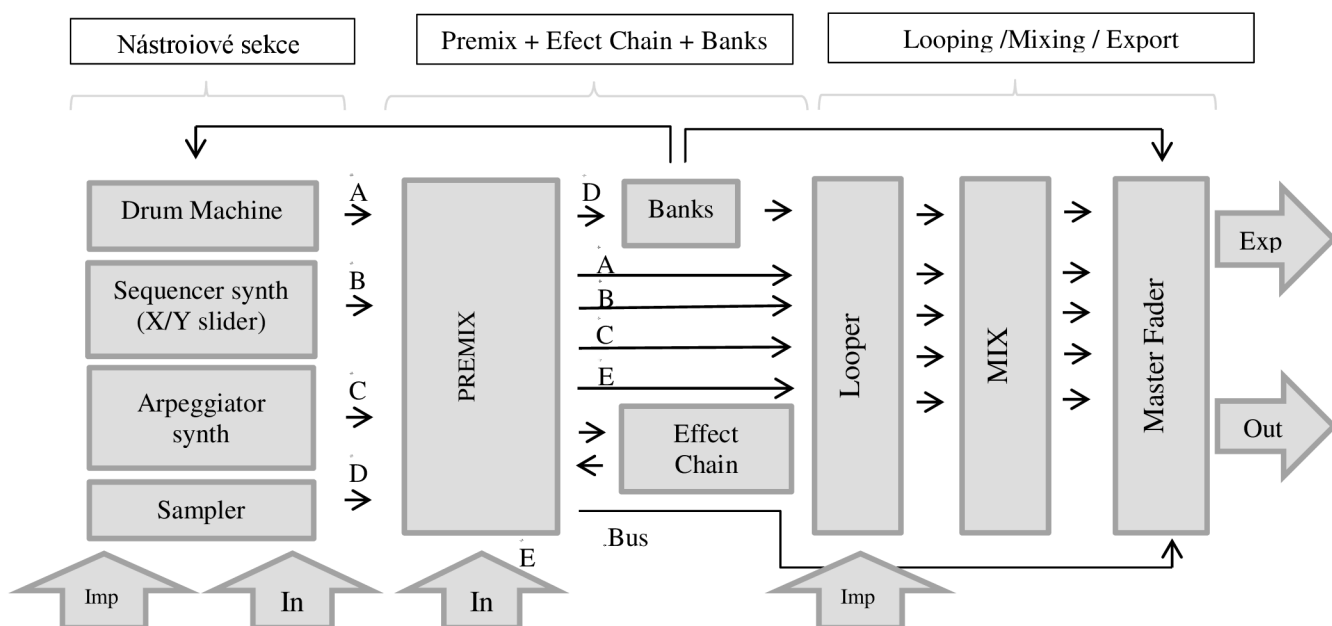 Nástrojové sekce
Premix + Efect Chain + Banks
Looping /Mixing / Export
Drum Machine
A
D
Banks
Exp
Sequencer synth
(X/Y slider)
B
A
B
C
E
PREMIX
Looper
MIX
Master Fader
Arpeggiator
synth
C
Effect
Chain
Out
Sampler
D
Bus
E
Imp
In
In
Imp